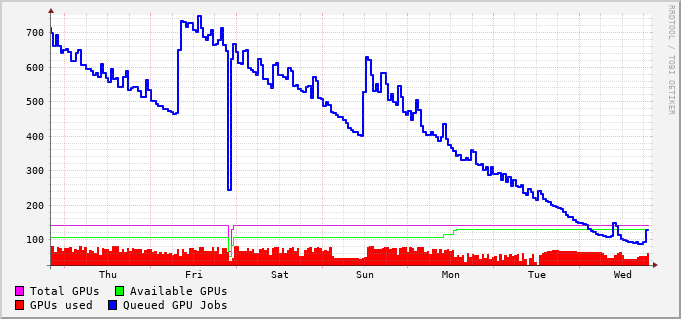 700
600
500
400
300
200
100
Thu Fri Sat Sun Mon Tue Wed
Total GPUs Available GPUs
GPUs used Queued GPU Jobs
RRDTOOL / TOBI OETIKER